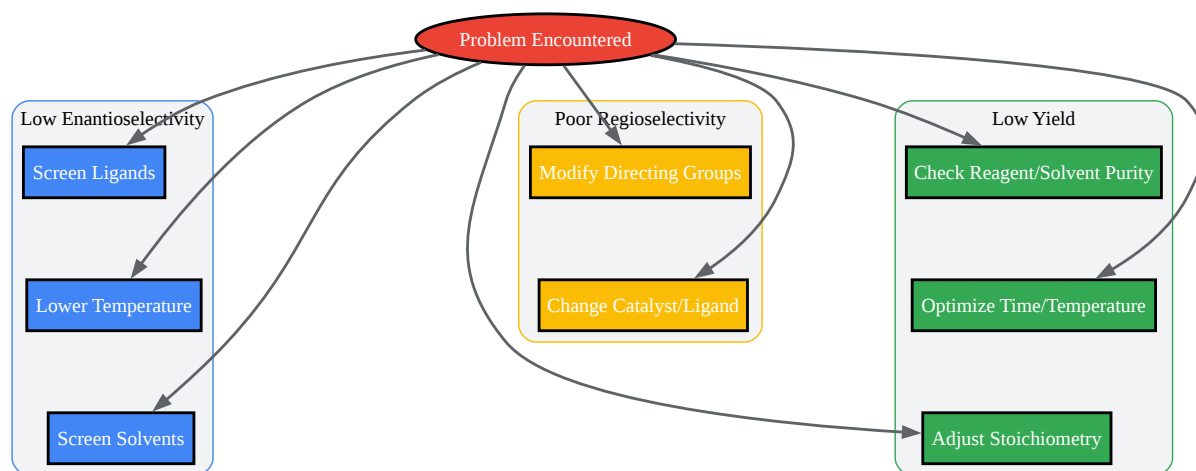 Problem Encountered
Low Enantioselectivity
Screen Ligands
Lower Temperature
Screen Solvents
Poor Regioselectivity
Modify Directing Groups
Change Catalyst/Ligand
Low Yield
Check Reagent/Solvent Purity
Optimize Time/Temperature
Adjust Stoichiometry